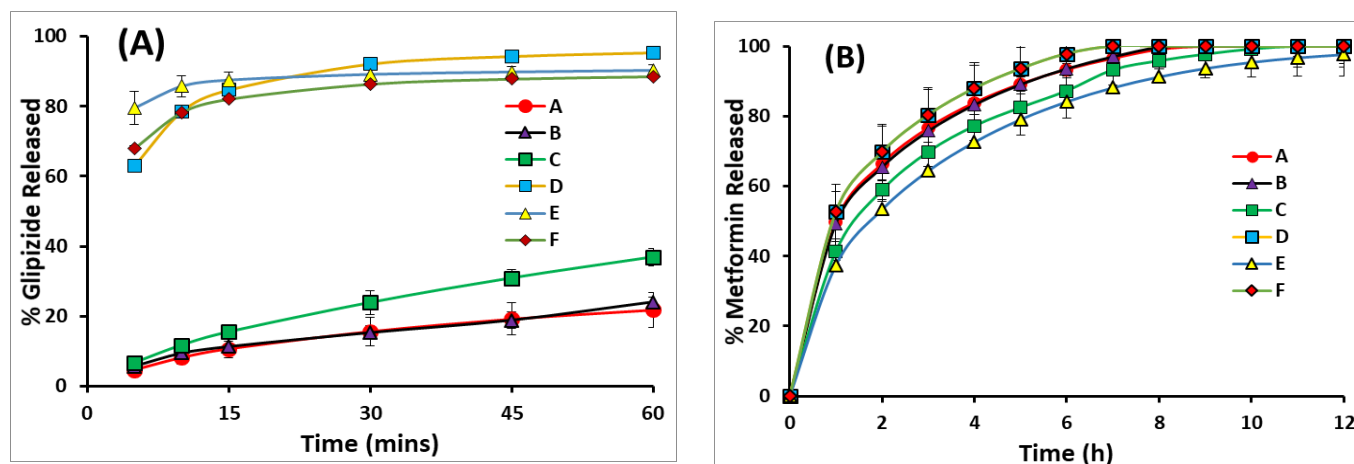 (A)
% Glipizide Released
100
80
60
40
20
0
0 15 30 45 60
Time (mins)
A
B
C
D
E
F
(B)
% Metformin Released
100
80
60
40
20
0
0 2 4 6 8 10 12
Time (h)
A
B
C
D
E
F